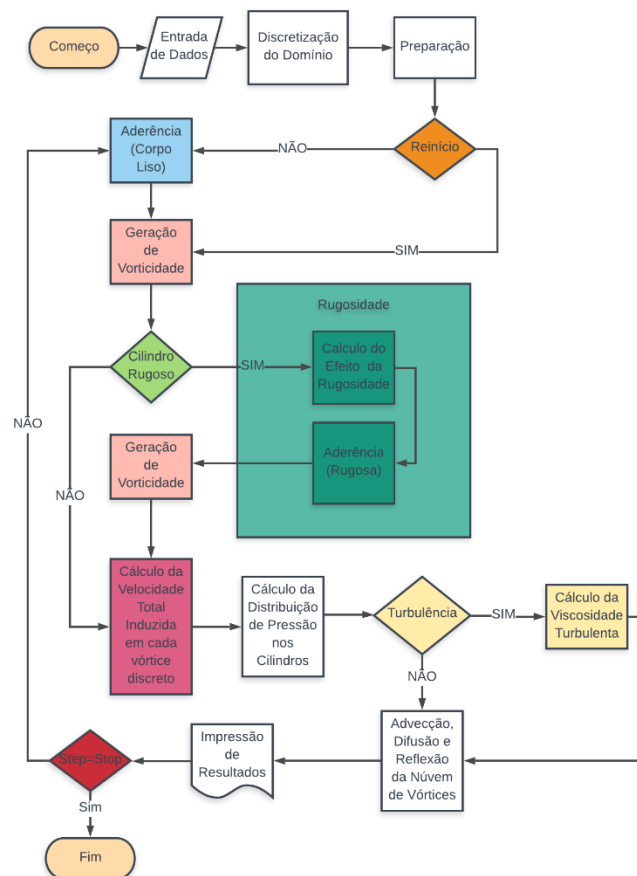 Começo
Entrada
de Dados
Discretização
do Domínio
Preparação
Reinício
NÃO
Aderência
(Corpo
Liso)
SIM
Geração
de
Vorticidade
Rugosidade
Cilindro
Rugoso
SIM
Calculo do
Efeito da
Rugosidade
NÃO
Aderência
(Rugosa)
Geração
de
Vorticidade
NÃO
Cálculo da
Velocidade
Total
Induzida
em cada
vórtice
discreto
Cálculo da
Distribuição
de Pressão
nos
Cilindros
Turbulência
SIM
Cálculo da
Viscosidade
Turbulenta
NÃO
Advecção,
Difusão e
Reflexão
da Núvem
de Vórtices
Impressão
de
Resultados
Step=Stop
Sim
Fim